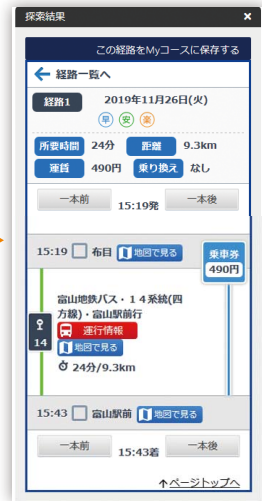 探索結果 ×
この経路をMyコースに保存する
経路一覧へ
経路1 2019年11月26日(火)
早 安 楽
所要時間 24分 距離 9.3km
運賃 490円 乗り換え なし
一本前 15:19発 一本後
15:19 布目 地図で見る
乗車券
490円
富山地鉄バス・14系統(四
方線)・富山駅前行
14
運行情報
地図で見る
24分/9.3km
15:43 富山駅前 地図で見る
一本前 15:43着 一本後
↑ページトップへ